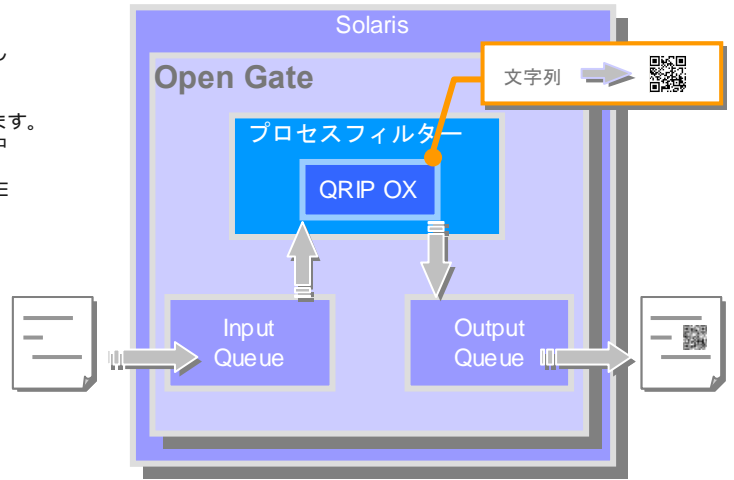 Solaris
Open Gate
文字列
ます。
プロセスフィルター
QRIP OX
Input
Queue
Output
Queue